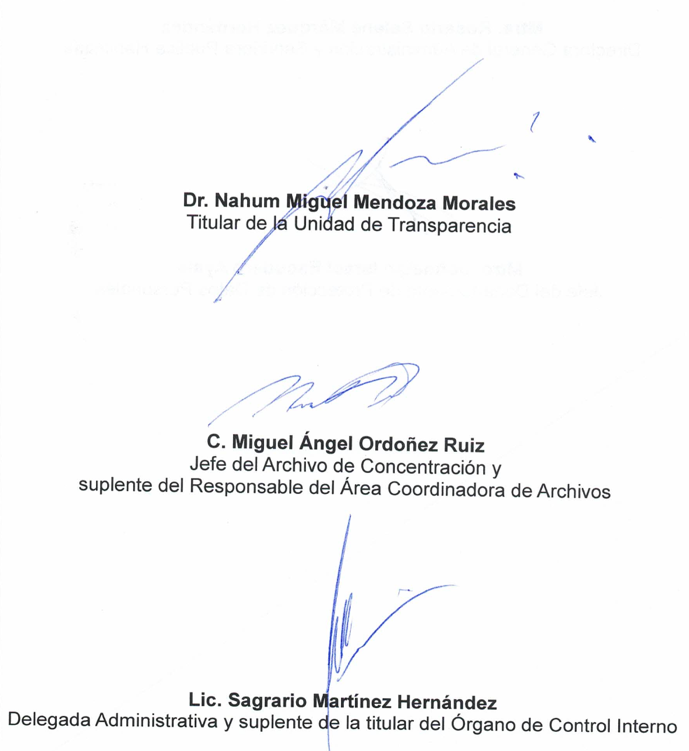 Dr. Nahum Miguel Mendoza Morales
Titular de la Unidad de Transparencia
C. Miguel Ángel Ordoñez Ruiz
Jefe del Archivo de Concentración y
suplente del Responsable del Área Coordinadora de Archivos
Lic. Sagrario Martínez Hernández
Delegada Administrativa y suplente de la titular del Órgano de Control Interno